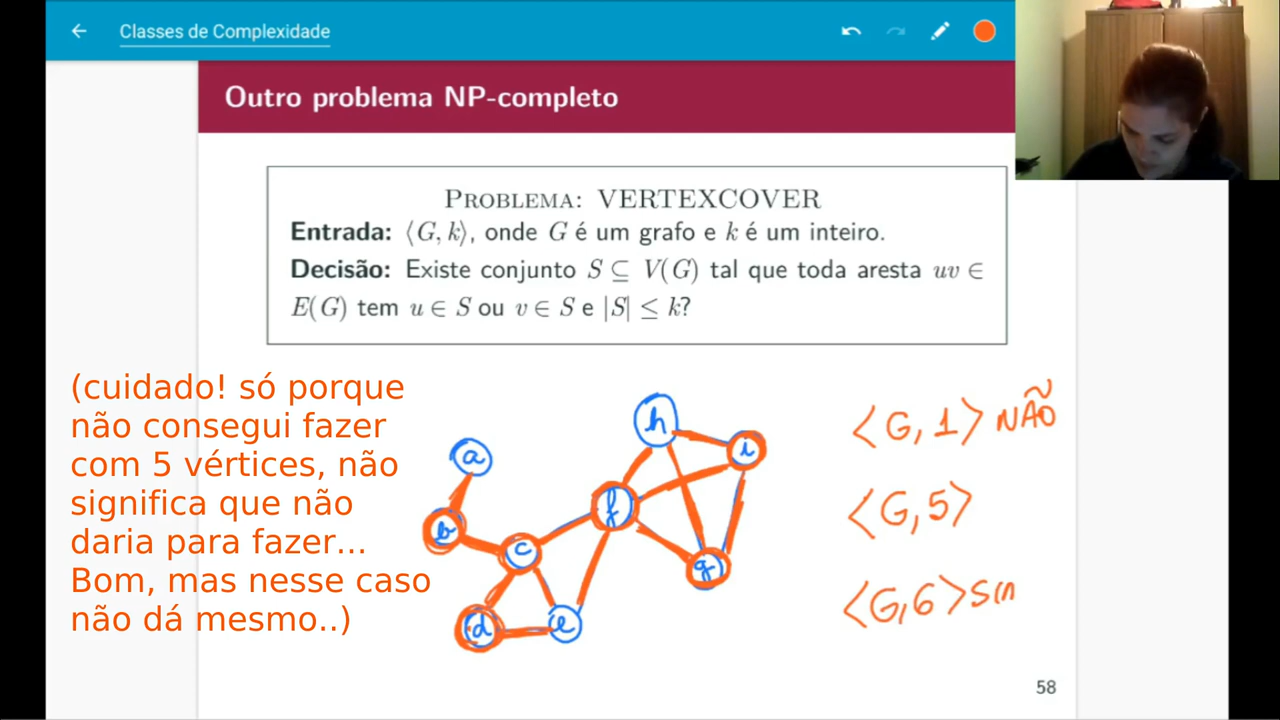 Classes de Complexidade
Outro problema NP-completo
PROBLEMA: VERTEXCOVER
Entrada: ⟨G, k⟩, onde G é um grafo e k é um inteiro.
Decisão: Existe conjunto S ⊆ V(G) tal que toda aresta uv ∈
E(G) tem u ∈ S ou v ∈ S e |S| ≤ k?
(cuidado! só porque
não consegui fazer
com 5 vértices, não
significa que não
daria para fazer...
Bom, mas nesse caso
não dá mesmo..)
h
i
a
f
b
c
g
d
e
⟨G, 1⟩ NÃO
⟨G, 5⟩
⟨G, 6⟩ SIM
58